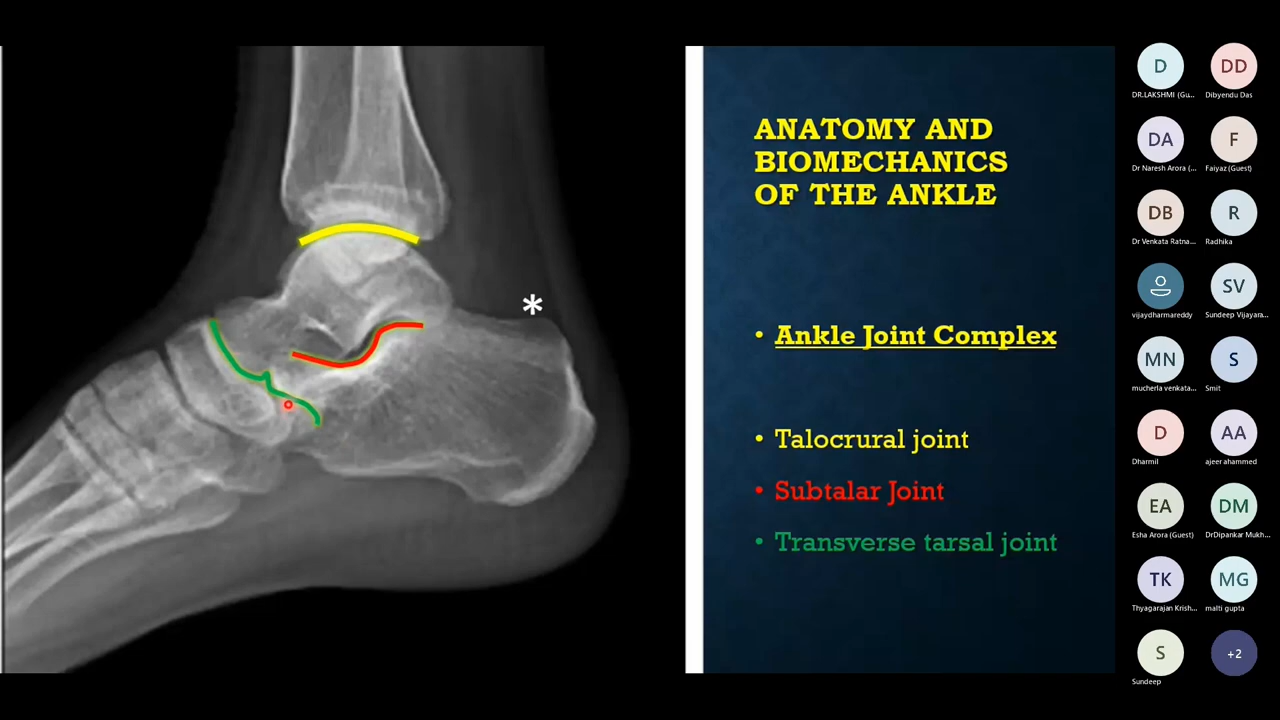 ANATOMY AND
BIOMECHANICS
OF THE ANKLE
• Ankle Joint Complex
• Talocrural joint
• Subtalar Joint
• Transverse tarsal joint
*
D
DD
DR.LAKSHMI (Gu...
Dibyendu Das
DA
F
Dr Naresh Arora (...
Faiyaz (Guest)
DB
R
Dr Venkata Ratna...
Radhika
SV
vijaydharmareddy
Sundeep Vijayara...
MN
S
mucherla venkata...
Smit
D
AA
Dharmil
ajeer ahammed
EA
DM
Esha Arora (Guest)
DrDipankar Mukh...
TK
MG
Thyagarajan Krish...
malti gupta
S
+2
Sundeep